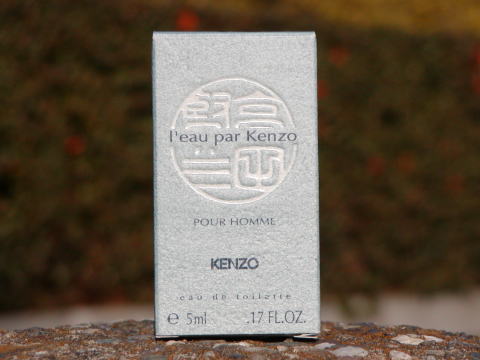 l'eau par Kenzo
POUR HOMME
KENZO
eau de toilette
e 5ml .17 FL.OZ.